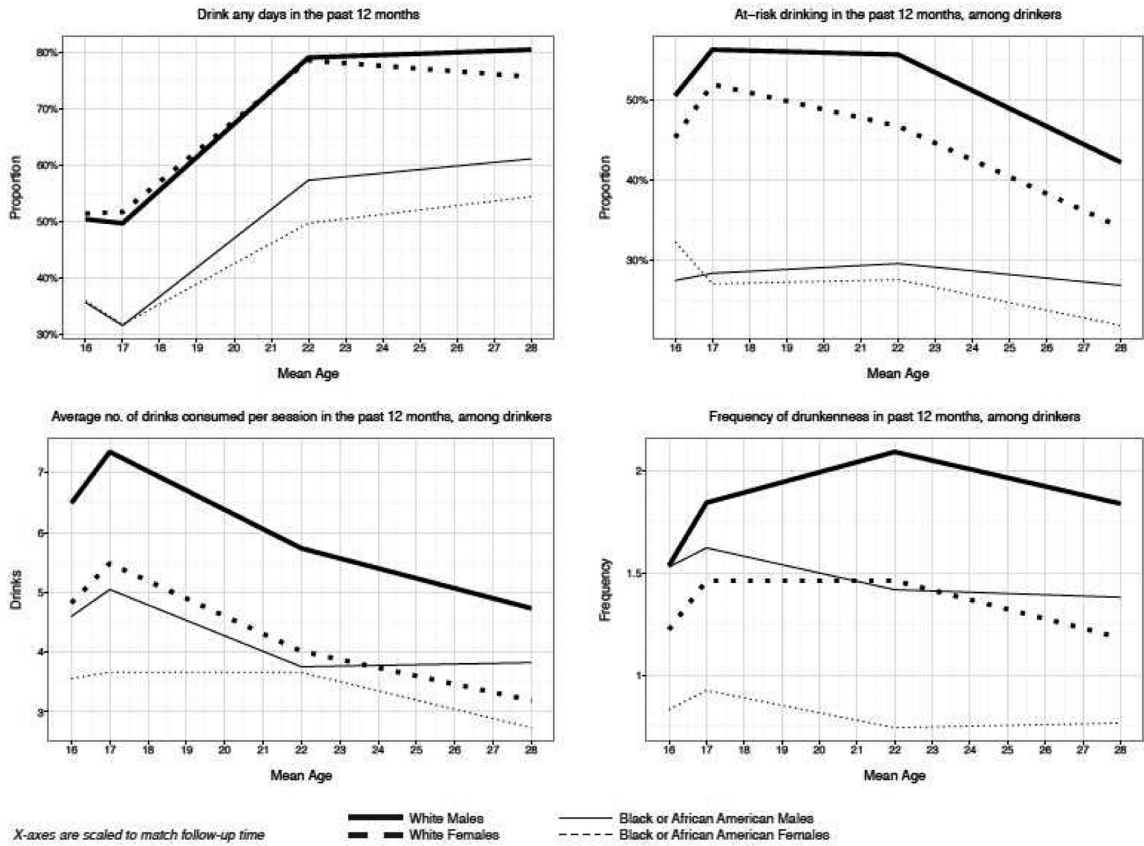 Drink any days in the past 12 months
80%
70%
60%
50%
40%
30%
Proportion
16 17 18 19 20 21 22 23 24 25 26 27 28
Mean Age
At-risk drinking in the past 12 months, among drinkers
50%
40%
30%
Proportion
16 17 18 19 20 21 22 23 24 25 26 27 28
Mean Age
Average no. of drinks consumed per session in the past 12 months, among drinkers
7
6
5
4
3
Drinks
16 17 18 19 20 21 22 23 24 25 26 27 28
Mean Age
Frequency of drunkenness in past 12 months, among drinkers
2
1.5
1
Frequency
16 17 18 19 20 21 22 23 24 25 26 27 28
Mean Age
X-axes are scaled to match follow-up time
White Males
White Females
Black or African American Males
Black or African American Females